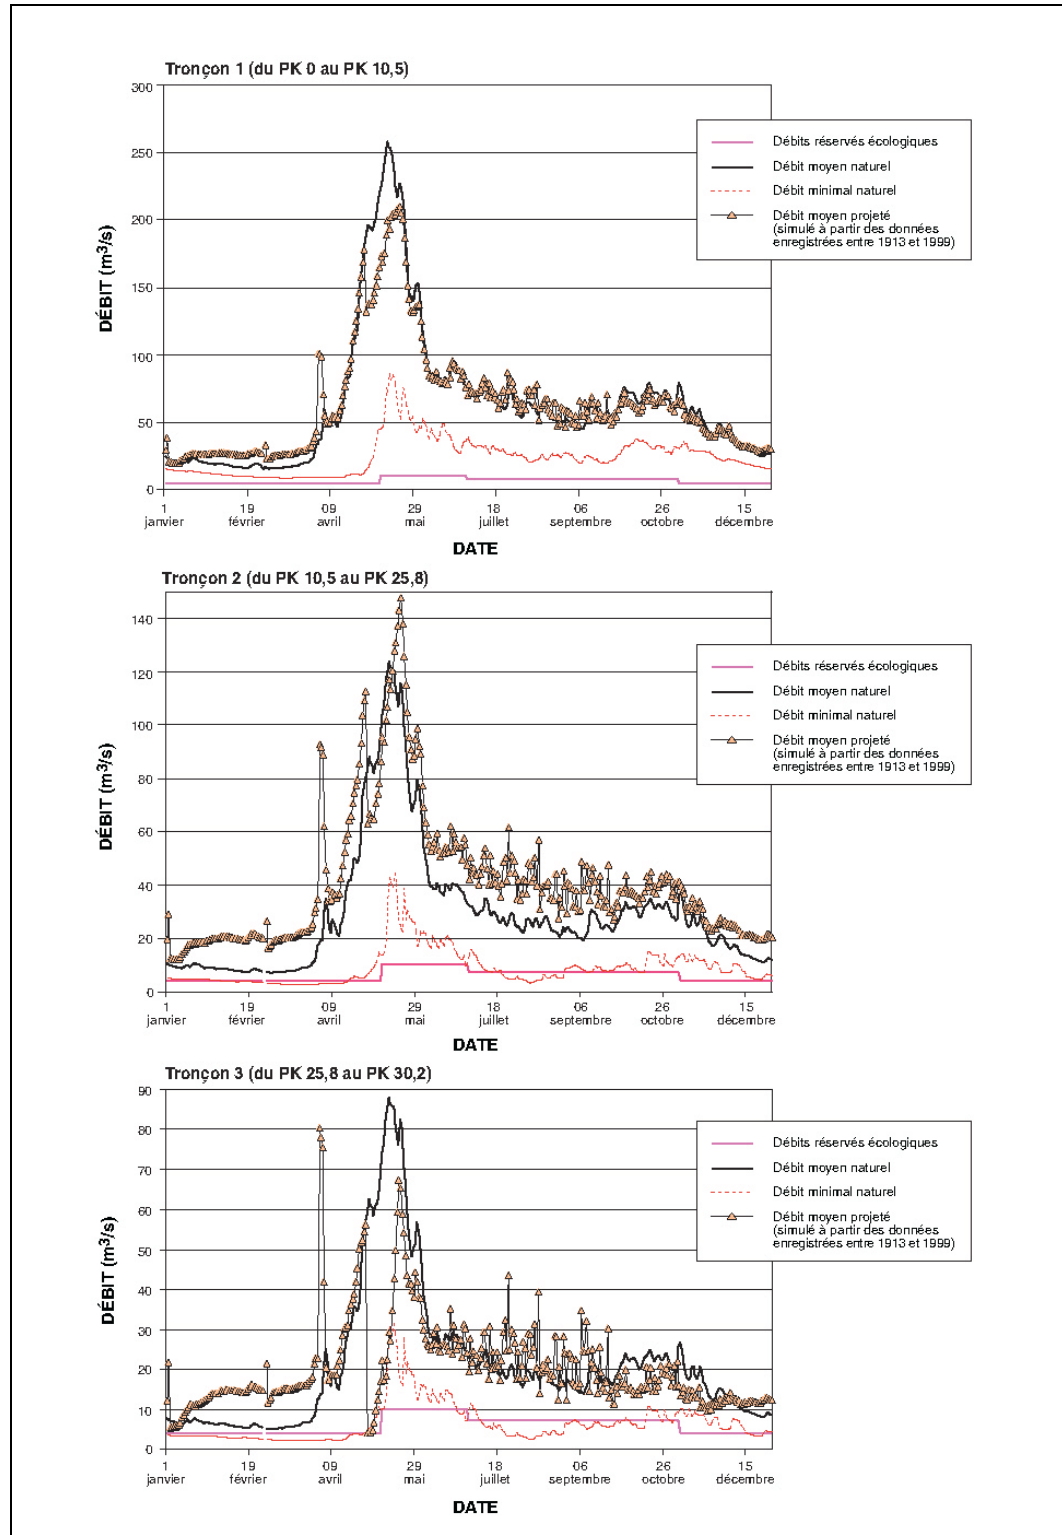 Tronçon 1 (du PK 0 au PK 10,5)
300
250
200
150
100
50
0
DÉBIT (m³/s)
1 janvier
19 février
09 avril
29 mai
18 juillet
06 septembre
26 octobre
15 décembre
DATE
Débits réservés écologiques
Débit moyen naturel
Débit minimal naturel
Débit moyen projeté
(simulé à partir des données
enregistrées entre 1913 et 1999)
Tronçon 2 (du PK 10,5 au PK 25,8)
140
120
100
80
60
40
20
0
DÉBIT (m³/s)
1 janvier
19 février
09 avril
29 mai
18 juillet
06 septembre
26 octobre
15 décembre
DATE
Débits réservés écologiques
Débit moyen naturel
Débit minimal naturel
Débit moyen projeté
(simulé à partir des données
enregistrées entre 1913 et 1999)
Tronçon 3 (du PK 25,8 au PK 30,2)
90
80
70
60
50
40
30
20
10
0
DÉBIT (m³/s)
1 janvier
19 février
09 avril
29 mai
18 juillet
06 septembre
26 octobre
15 décembre
DATE
Débits réservés écologiques
Débit moyen naturel
Débit minimal naturel
Débit moyen projeté
(simulé à partir des données
enregistrées entre 1913 et 1999)